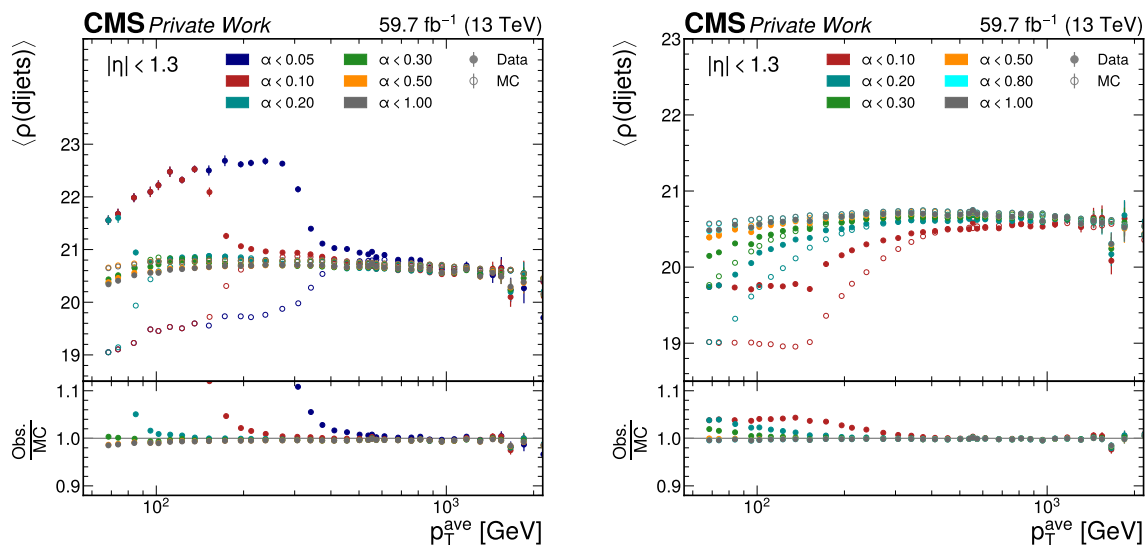 CMS Private Work 59.7 fb⁻¹ (13 TeV)
⟨ρ(dijets)⟩
|η| < 1.3
α < 0.05
α < 0.10
α < 0.20
α < 0.30
α < 0.50
α < 1.00
Data
MC
23
22
21
20
19
1.1
1.0
0.9
Obs.
MC
10² 10³
p_T^ave [GeV]
CMS Private Work 59.7 fb⁻¹ (13 TeV)
⟨ρ(dijets)⟩
|η| < 1.3
α < 0.10
α < 0.20
α < 0.30
α < 0.50
α < 0.80
α < 1.00
Data
MC
23
22
21
20
19
1.1
1.0
0.9
Obs.
MC
10² 10³
p_T^ave [GeV]